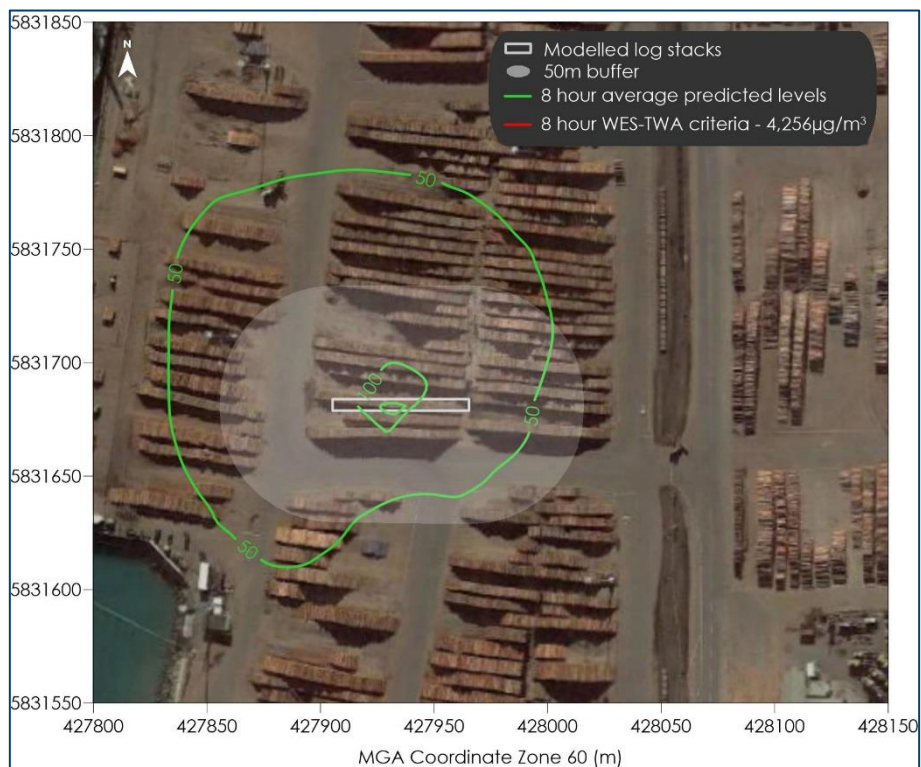 5831850
5831800
5831750
5831700
5831650
5831600
5831550
427800 427850 427900 427950 428000 428050 428100 428150
MGA Coordinate Zone 60 (m)
N
Modelled log stacks
50m buffer
8 hour average predicted levels
8 hour WES-TWA criteria - 4,256µg/m³
50
50
100
50
50